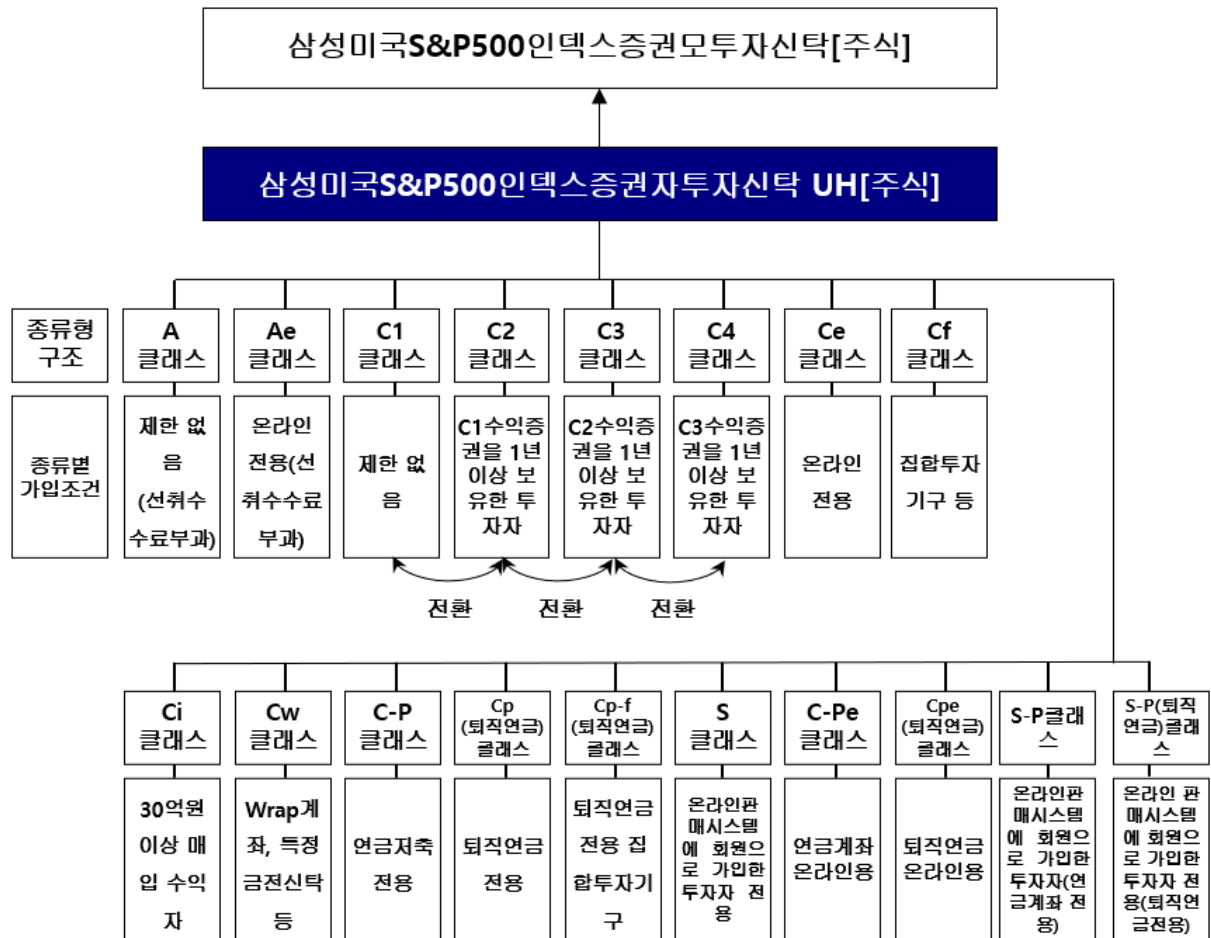 삼성미국S&P500인덱스증권모투자신탁[주식]
삼성미국S&P500인덱스증권자투자신탁 UH[주식]
종류형
구조
A
클래스
Ae
클래스
C1
클래스
C2
클래스
C3
클래스
C4
클래스
Ce
클래스
Cf
클래스
종류별
가입조건
제한 없
음
(선취수
수료부과)
온라인
전용(선
취수수료
부과)
제한 없
음
C1수익증
권을 1년
이상 보
유한 투
자자
C2수익증
권을 1년
이상 보
유한 투
자자
C3수익증
권을 1년
이상 보
유한 투
자자
온라인
전용
집합투자
기구 등
전환
전환
전환
Ci
클래스
Cw
클래스
C-P
클래스
Cp
(퇴직연금)
클래스
Cp-f
(퇴직연금)
클래스
S
클래스
C-Pe
클래스
Cpe
(퇴직연금)
클래스
S-P클래
스
S-P(퇴직
연금)클래
스
30억원
이상 매
입 수익
자
Wrap계
좌, 특정
금전신탁
등
연금저축
전용
퇴직연금
전용
퇴직연금
전용 집
합투자기
구
온라인판
매시스템
에 회원으
로 가입한
투자자 전
용
연금계좌
온라인용
퇴직연금
온라인용
온라인판
매시스템
에 회원으
로 가입한
투자자(연
금계좌 전
용)
온라인 판
매시스템
에 회원으
로 가입한
투자자 전
용(퇴직연
금전용)